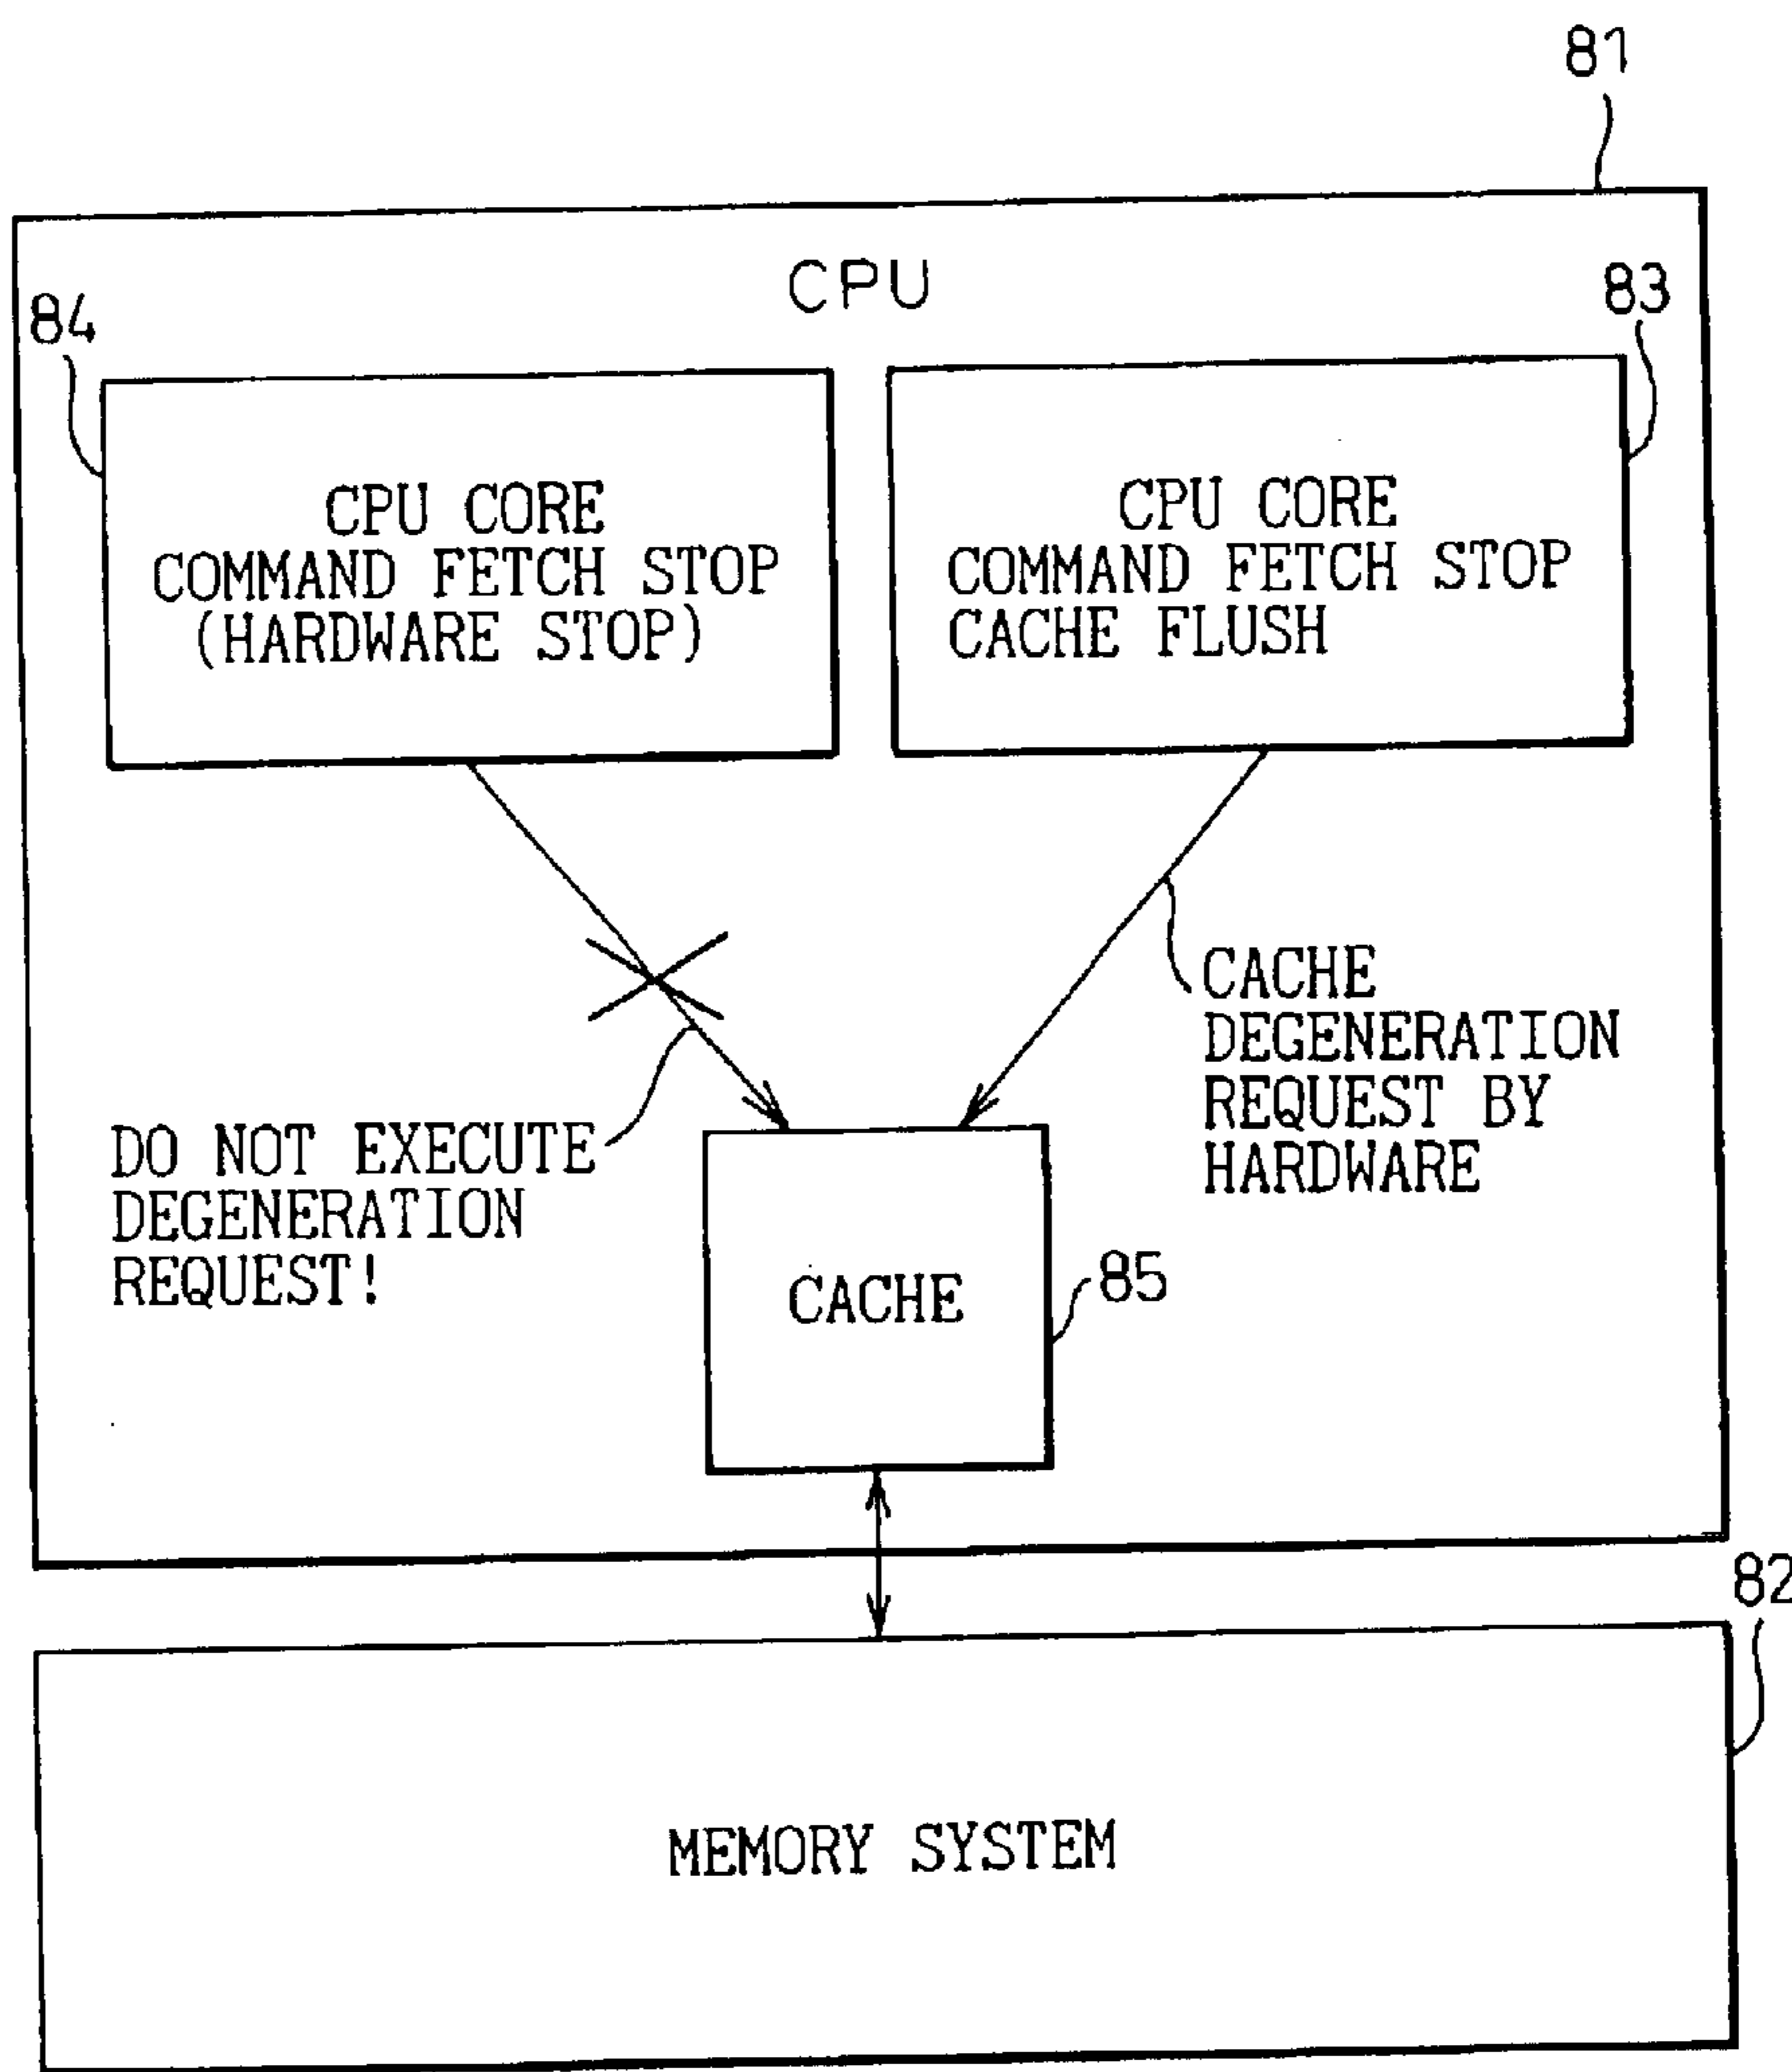 81
CPU
84
83
CPU CORE
COMMAND FETCH STOP
(HARDWARE STOP)
CPU CORE
COMMAND FETCH STOP
CACHE FLUSH
CACHE
DEGENERATION
REQUEST BY
HARDWARE
DO NOT EXECUTE
DEGENERATION
REQUEST!
CACHE
85
82
MEMORY SYSTEM